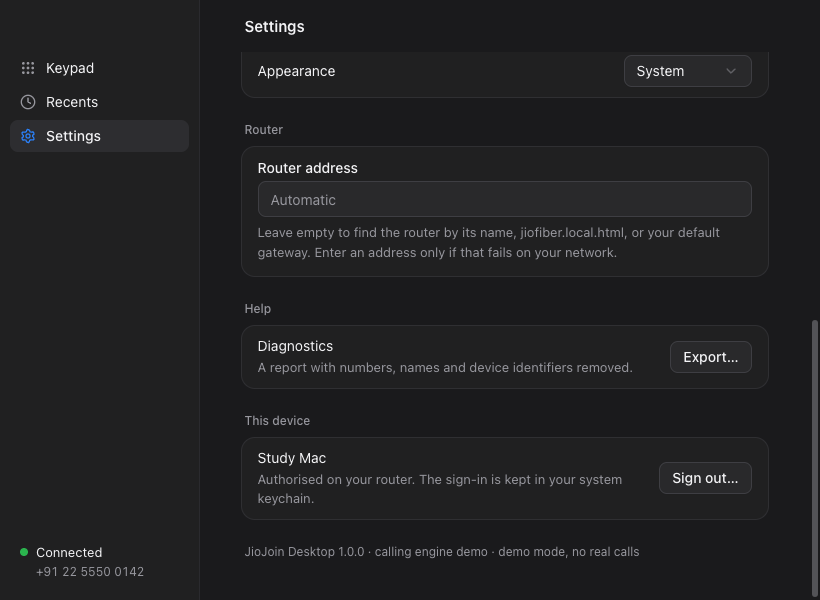 Settings
Keypad
Recents
Settings
Appearance
System
Router
Router address
Automatic
Leave empty to find the router by its name, jiofiber.local.html, or your default
gateway. Enter an address only if that fails on your network.
Help
Diagnostics
A report with numbers, names and device identifiers removed.
Export...
This device
Study Mac
Authorised on your router. The sign-in is kept in your system
keychain.
Sign out...
JioJoin Desktop 1.0.0 · calling engine demo · demo mode, no real calls
Connected
+91 22 5550 0142